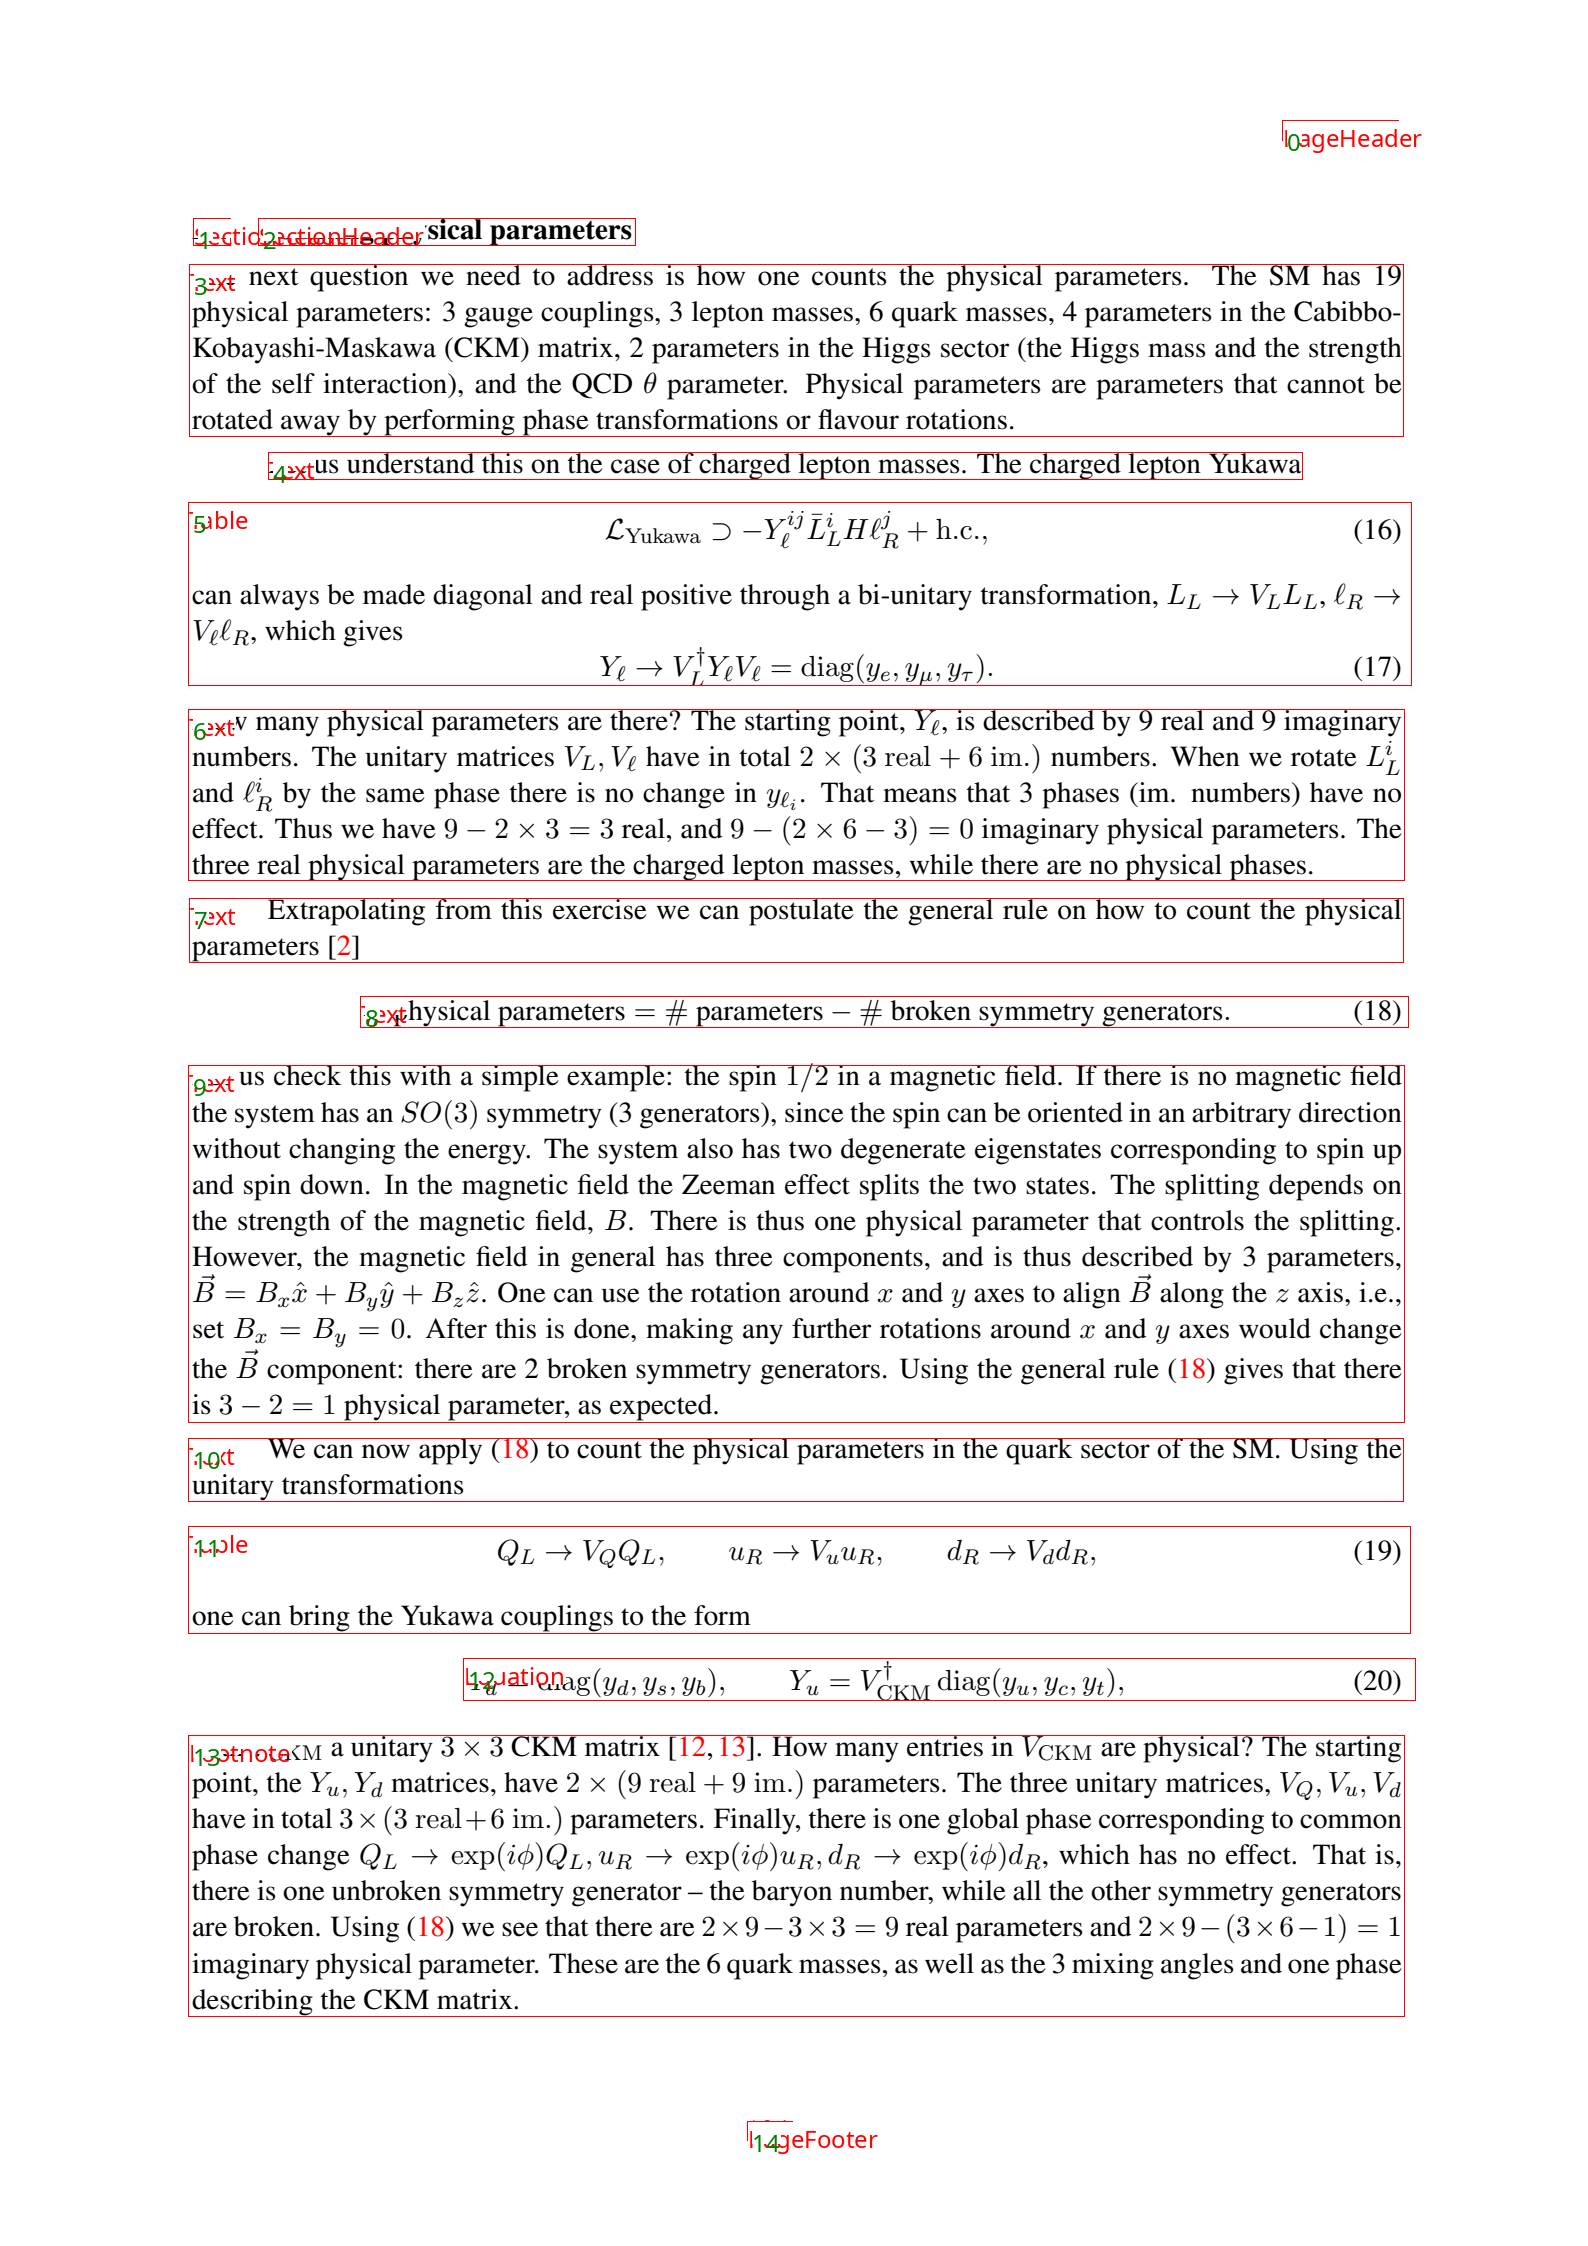 PageHeader
0
1
2
SectionHeader
sical parameters
3
next question we need to address is how one counts the physical parameters. The SM has 19
physical parameters: 3 gauge couplings, 3 lepton masses, 6 quark masses, 4 parameters in the Cabibbo-
Kobayashi-Maskawa (CKM) matrix, 2 parameters in the Higgs sector (the Higgs mass and the strength
of the self interaction), and the QCD θ parameter. Physical parameters are parameters that cannot be
rotated away by performing phase transformations or flavour rotations.
4
us understand this on the case of charged lepton masses. The charged lepton Yukawa
5
Table
ℒ_Yukawa ⊃ −Y_ℓ^{ij} L̄_L^i H ℓ_R^j + h.c., (16)
can always be made diagonal and real positive through a bi-unitary transformation, L_L → V_L L_L, ℓ_R →
V_ℓ ℓ_R, which gives
Y_ℓ → V_L^† Y_ℓ V_ℓ = diag(y_e, y_μ, y_τ). (17)
6
Text
many physical parameters are there? The starting point, Y_ℓ, is described by 9 real and 9 imaginary
numbers. The unitary matrices V_L, V_ℓ have in total 2 × (3 real + 6 im.) numbers. When we rotate L_L^i
and ℓ_R^i by the same phase there is no change in y_{ℓ_i}. That means that 3 phases (im. numbers) have no
effect. Thus we have 9 − 2 × 3 = 3 real, and 9 − (2 × 6 − 3) = 0 imaginary physical parameters. The
three real physical parameters are the charged lepton masses, while there are no physical phases.
7
Text
Extrapolating from this exercise we can postulate the general rule on how to count the physical
parameters [2]
8
Text
physical parameters = # parameters − # broken symmetry generators. (18)
9
Text
us check this with a simple example: the spin 1/2 in a magnetic field. If there is no magnetic field
the system has an SO(3) symmetry (3 generators), since the spin can be oriented in an arbitrary direction
without changing the energy. The system also has two degenerate eigenstates corresponding to spin up
and spin down. In the magnetic field the Zeeman effect splits the two states. The splitting depends on
the strength of the magnetic field, B. There is thus one physical parameter that controls the splitting.
However, the magnetic field in general has three components, and is thus described by 3 parameters,
B⃗ = B_x x̂ + B_y ŷ + B_z ẑ. One can use the rotation around x and y axes to align B⃗ along the z axis, i.e.,
set B_x = B_y = 0. After this is done, making any further rotations around x and y axes would change
the B⃗ component: there are 2 broken symmetry generators. Using the general rule (18) gives that there
is 3 − 2 = 1 physical parameter, as expected.
10
We can now apply (18) to count the physical parameters in the quark sector of the SM. Using the
unitary transformations
11
Q_L → V_Q Q_L, u_R → V_u u_R, d_R → V_d d_R, (19)
one can bring the Yukawa couplings to the form
12
Equation
diag(y_d, y_s, y_b), Y_u = V_CKM^† diag(y_u, y_c, y_t), (20)
13
Footnote
a unitary 3 × 3 CKM matrix [12, 13]. How many entries in V_CKM are physical? The starting
point, the Y_u, Y_d matrices, have 2 × (9 real + 9 im.) parameters. The three unitary matrices, V_Q, V_u, V_d
have in total 3 × (3 real + 6 im.) parameters. Finally, there is one global phase corresponding to common
phase change Q_L → exp(iφ)Q_L, u_R → exp(iφ)u_R, d_R → exp(iφ)d_R, which has no effect. That is,
there is one unbroken symmetry generator – the baryon number, while all the other symmetry generators
are broken. Using (18) we see that there are 2 × 9 − 3 × 3 = 9 real parameters and 2 × 9 − (3 × 6 − 1) = 1
imaginary physical parameter. These are the 6 quark masses, as well as the 3 mixing angles and one phase
describing the CKM matrix.
14
PageFooter